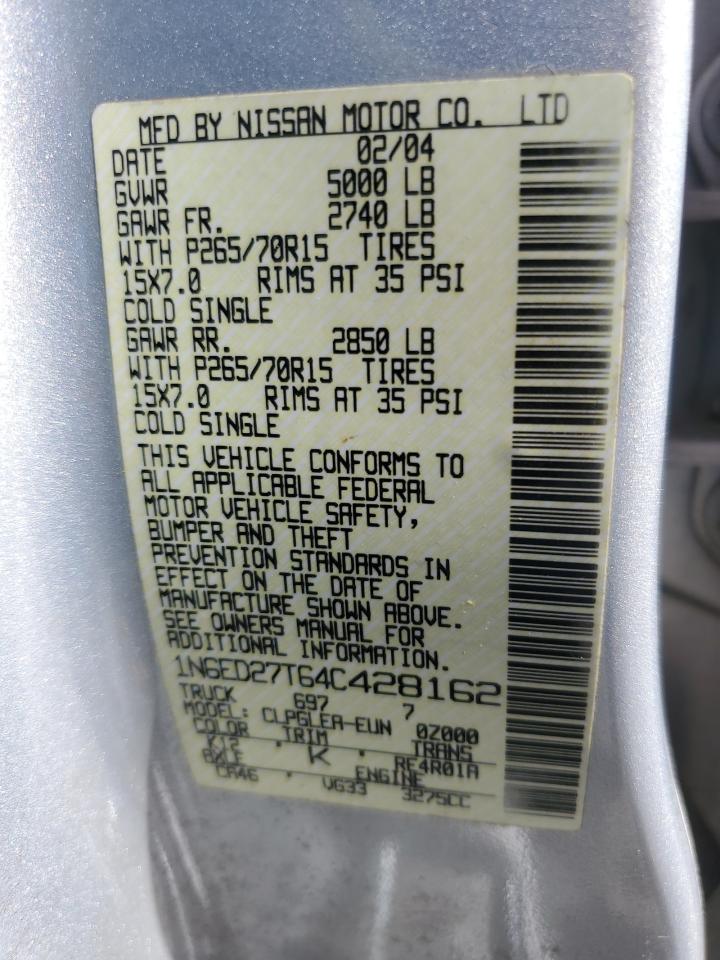 MFD BY NISSAN MOTOR CO. LTD
DATE 02/04
GVWR 5000 LB
GAWR FR. 2740 LB
WITH P265/70R15 TIRES
15X7.0 RIMS AT 35 PSI
COLD SINGLE
GAWR RR. 2850 LB
WITH P265/70R15 TIRES
15X7.0 RIMS AT 35 PSI
COLD SINGLE
THIS VEHICLE CONFORMS TO
ALL APPLICABLE FEDERAL
MOTOR VEHICLE SAFETY,
BUMPER AND THEFT
PREVENTION STANDARDS IN
EFFECT ON THE DATE OF
MANUFACTURE SHOWN ABOVE.
SEE OWNERS MANUAL FOR
ADDITIONAL INFORMATION
1N6ED27T64C428162
TRUCK 697 7
MODEL: CLPGLEA-EUN 0Z000
COLOR TRIM TRANS
K12 K RE4R01A
AXLE ENGINE
CA46 VG33 3275CC